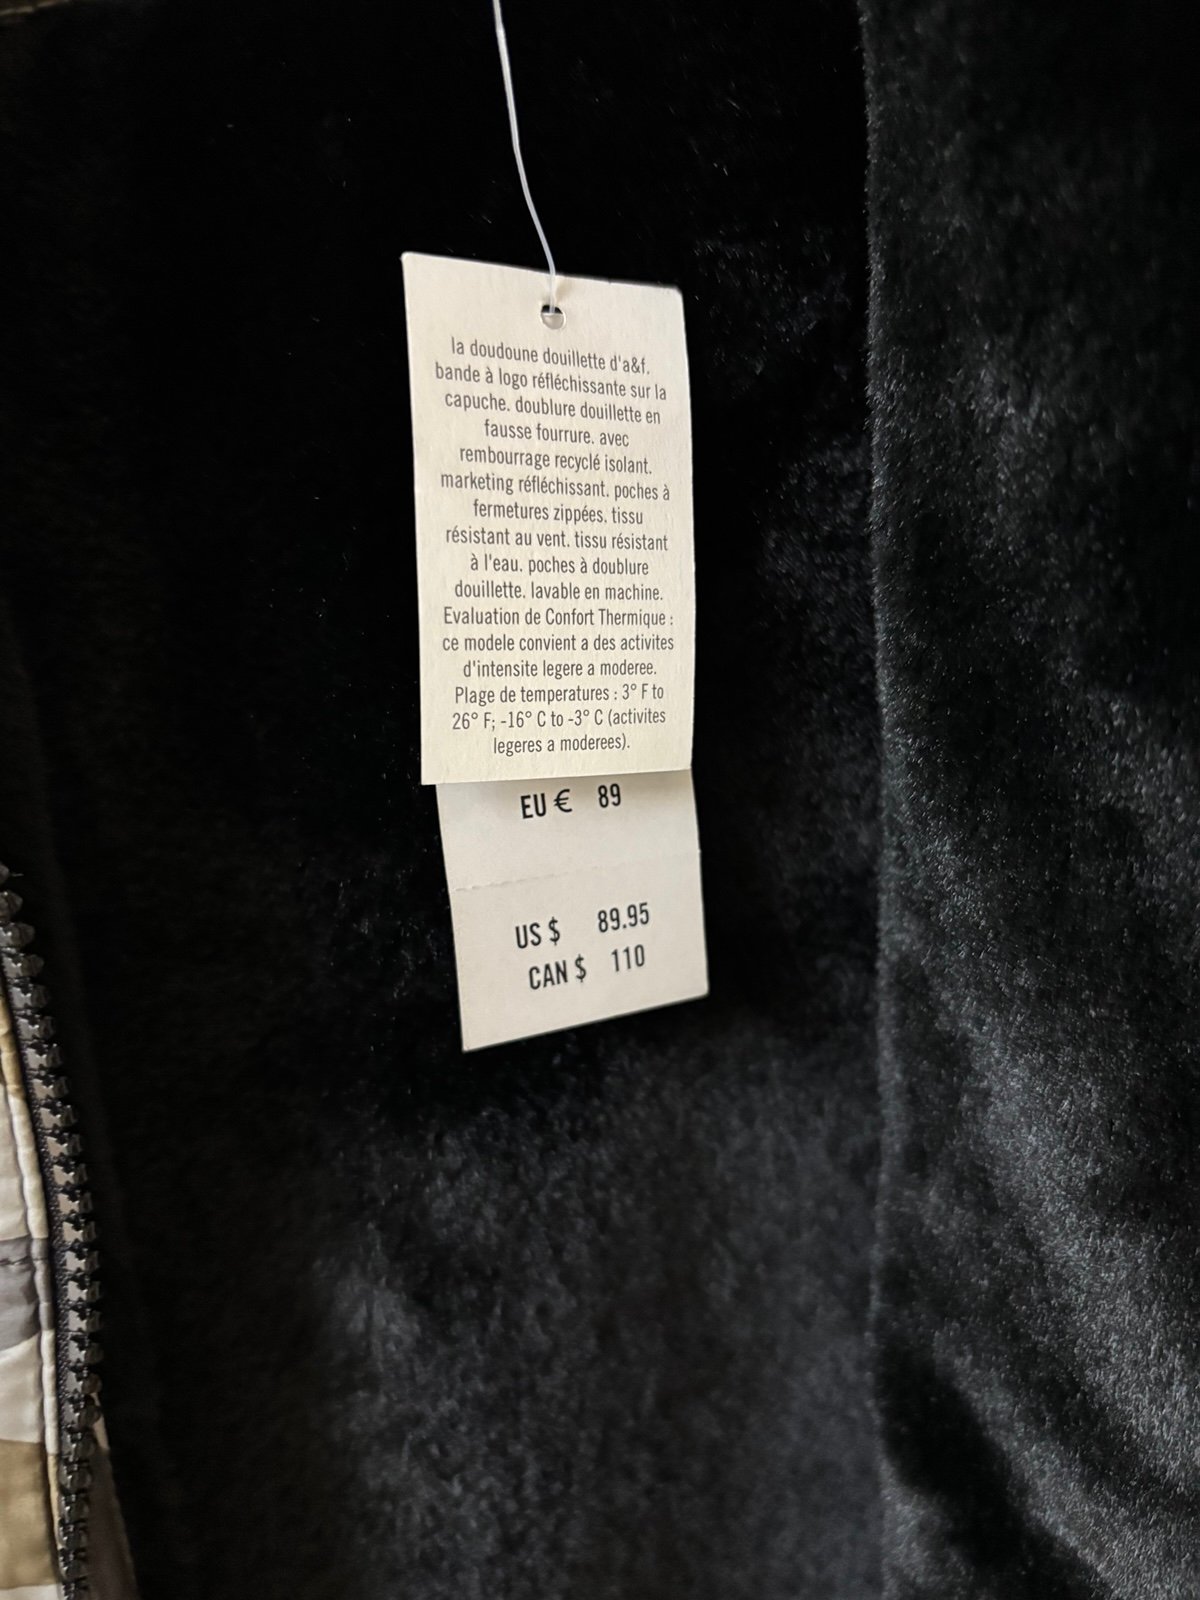 la doudoune douillette d'a&f.
bande à logo réfléchissante sur la
capuche. doublure douillette en
fausse fourrure. avec
rembourrage recyclé isolant.
marketing réfléchissant. poches à
fermetures zippées. tissu
résistant au vent. tissu résistant
à l'eau. poches à doublure
douillette. lavable en machine.
Evaluation de Confort Thermique :
ce modele convient a des activites
d'intensite legere a moderee.
Plage de temperatures : 3° F to
26° F; -16° C to -3° C (activites
legeres a moderees).
EU € 89
US $ 89.95
CAN $ 110